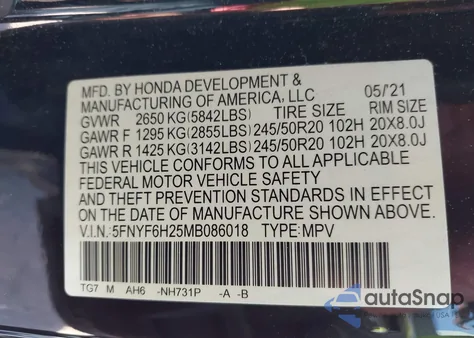 MFD. BY HONDA DEVELOPMENT &
MANUFACTURING OF AMERICA, LLC 05/21
GVWR 2650 KG(5842LBS) TIRE SIZE RIM SIZE
GAWR F 1295 KG(2855LBS) 245/50R20 102H 20X8.0J
GAWR R 1425 KG(3142LBS) 245/50R20 102H 20X8.0J
THIS VEHICLE CONFORMS TO ALL APPLICABLE
FEDERAL MOTOR VEHICLE SAFETY
AND THEFT PREVENTION STANDARDS IN EFFECT
ON THE DATE OF MANUFACTURE SHOWN ABOVE.
V.I.N.:5FNYF6H25MB086018 TYPE:MPV
TG7 M AH6 -NH731P -A -B
autoSnap